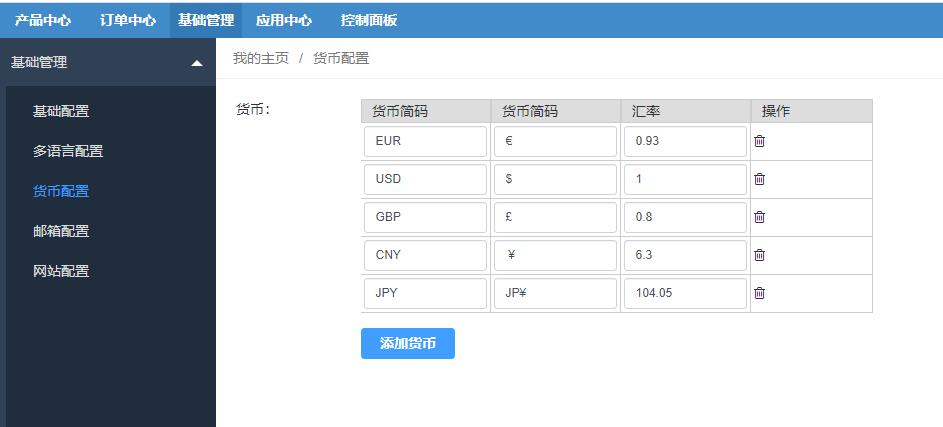 产品中心 订单中心 基础管理 应用中心 控制面板
基础管理
我的主页 / 货币配置
基础配置
多语言配置
货币配置
邮箱配置
网站配置
货币：
货币简码 货币简码 汇率 操作
EUR € 0.93
USD $ 1
GBP £ 0.8
CNY ￥ 6.3
JPY JP¥ 104.05
添加货币